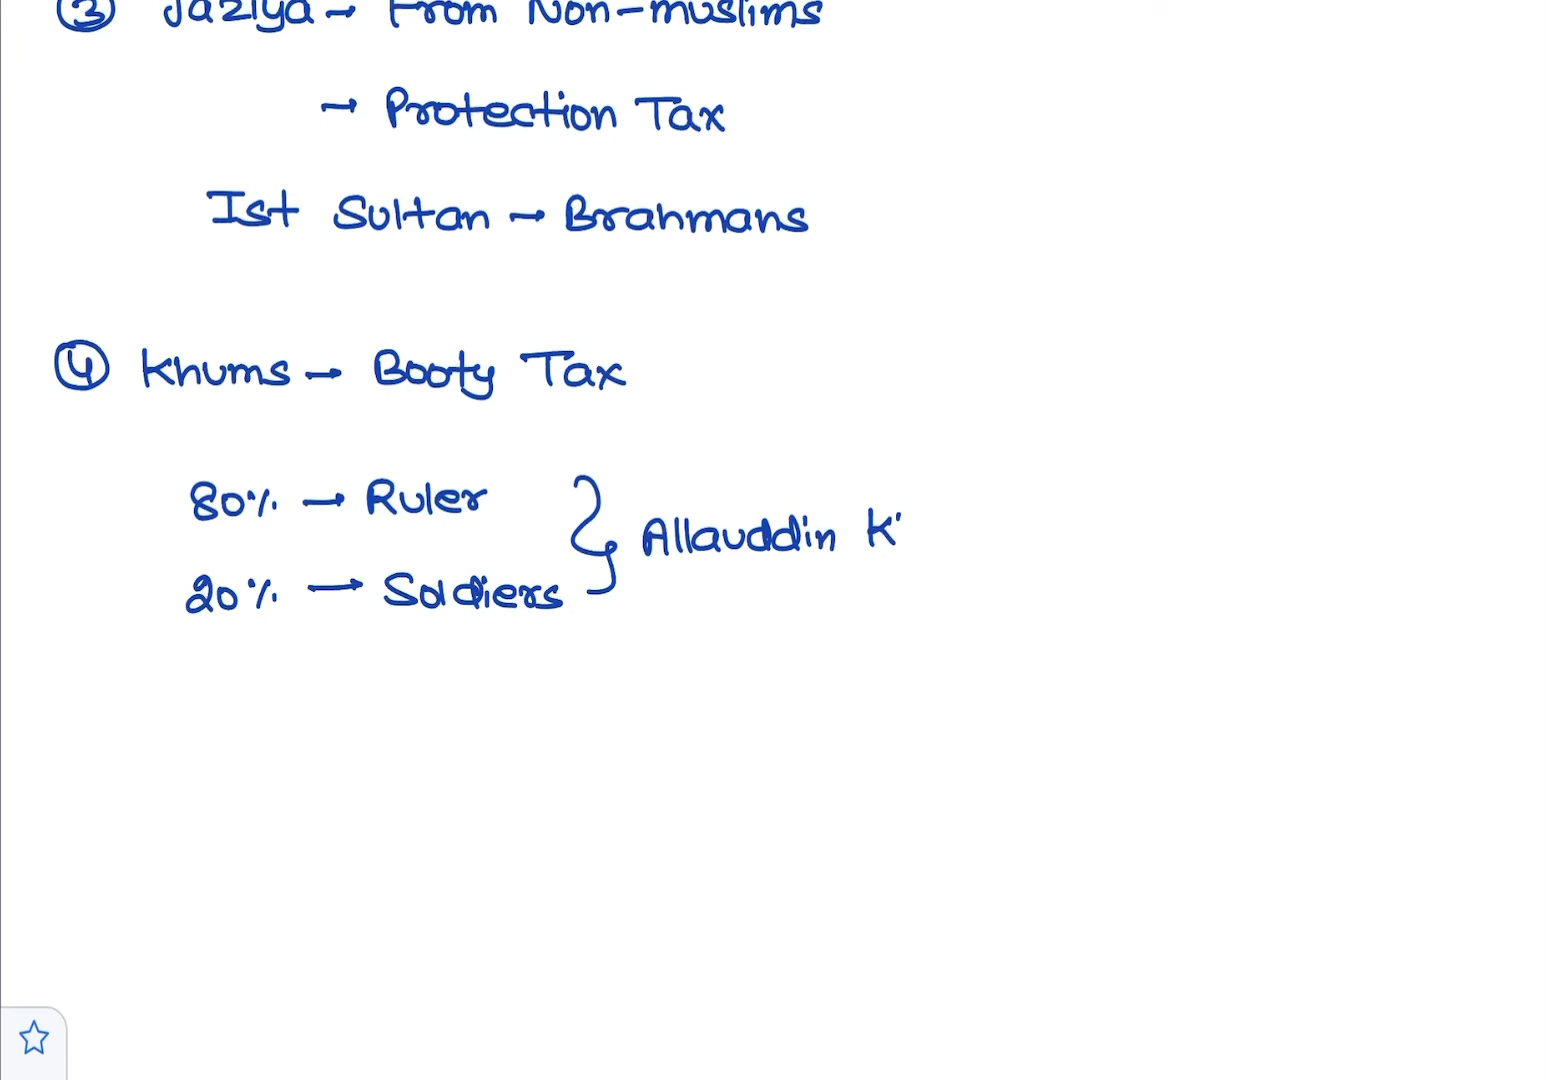 ③ Jaziya → From Non-muslims
→ Protection Tax
Ist Sultan → Brahmans
④ Khums → Booty Tax
80% → Ruler
20% → Soldiers } Allauddin K'